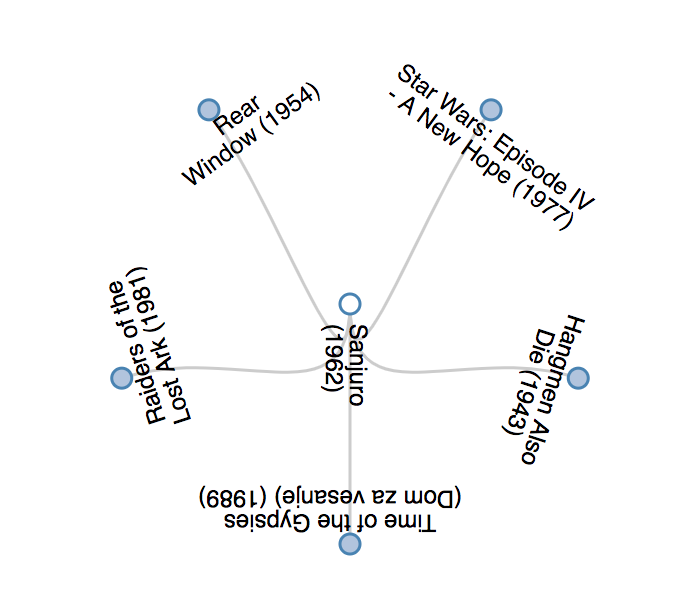 Rear
Window (1954)
Star Wars: Episode IV
- A New Hope (1977)
Raiders of the
Lost Ark (1981)
Sanjuro
(1962)
Hangmen Also
Die (1943)
Time of the Gypsies
(Dom za vesanje) (1989)